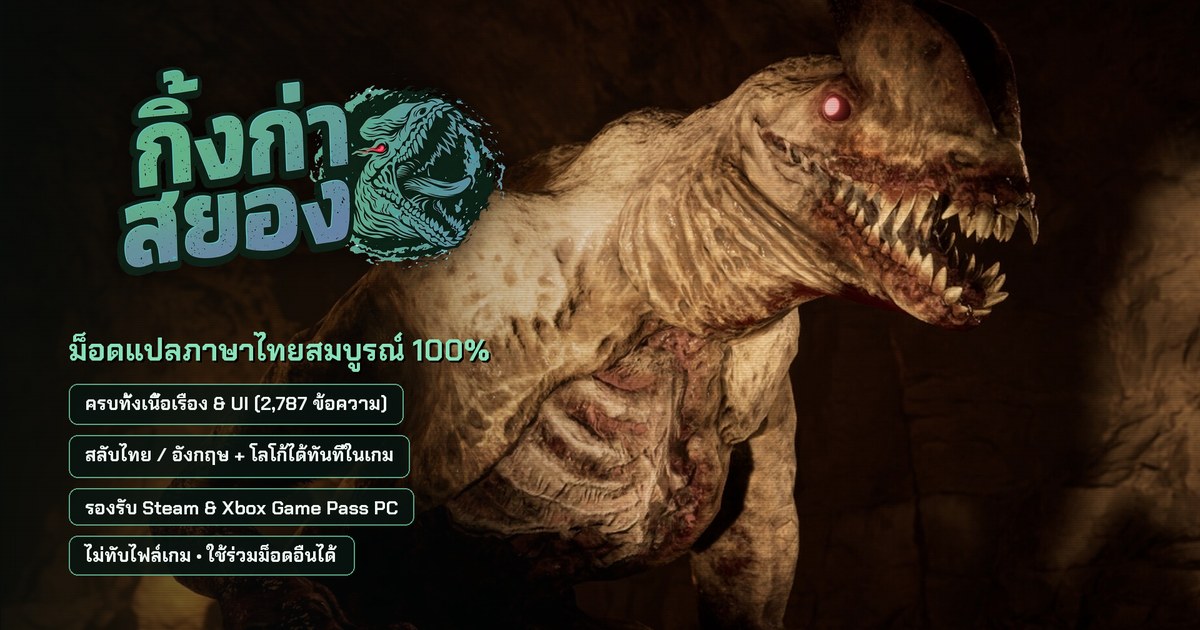 กิ้งก่า
สยอง
ม็อดแปลภาษาไทยสมบูรณ์ 100%
ครบทั้งเนื้อเรื่อง & UI (2,787 ข้อความ)
สลับไทย / อังกฤษ + โลโก้ได้ทันทีในเกม
รองรับ Steam & Xbox Game Pass PC
ไม่ทับไฟล์เกม • ใช้ร่วมม็อดอื่นได้